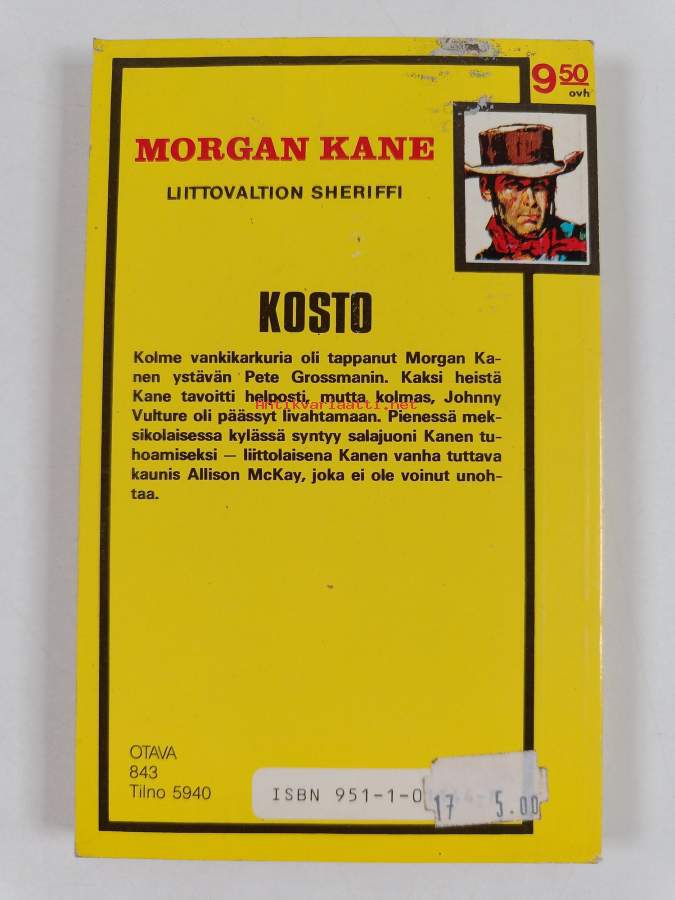 9.50
ovh
MORGAN KANE
LIITTOVALTION SHERIFFI
KOSTO
Kolme vankikarkuria oli tappanut Morgan Ka-
nen ystävän Pete Grossmanin. Kaksi heistä
Kane tavoitti helposti, mutta kolmas, Johnny
Antikvariaatti.net
Vulture oli päässyt livahtamaan. Pienessä mek-
sikolaisessa kylässä syntyy salajuoni Kanen tu-
hoamiseksi — liittolaisena Kanen vanha tuttava
kaunis Allison McKay, joka ei ole voinut unoh-
taa.
OTAVA
843
Tilno 5940
ISBN 951-1-0
17 5.00